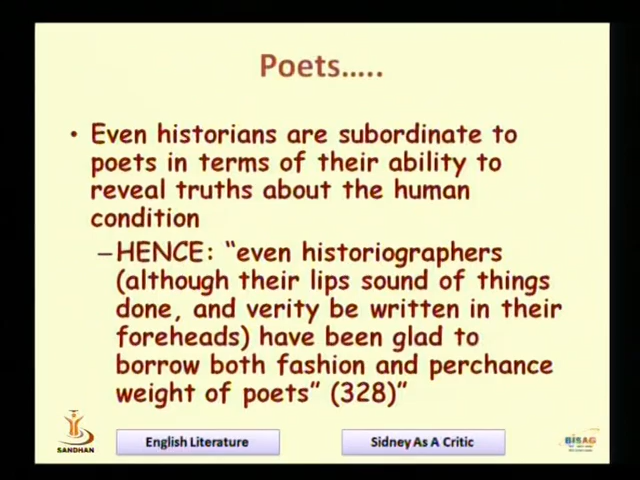 Poets.....
• Even historians are subordinate to
poets in terms of their ability to
reveal truths about the human
condition
–HENCE: “even historiographers
(although their lips sound of things
done, and verity be written in their
foreheads) have been glad to
borrow both fashion and perchance
weight of poets” (328)”
SANDHAN
English Literature
Sidney As A Critic
BISAG